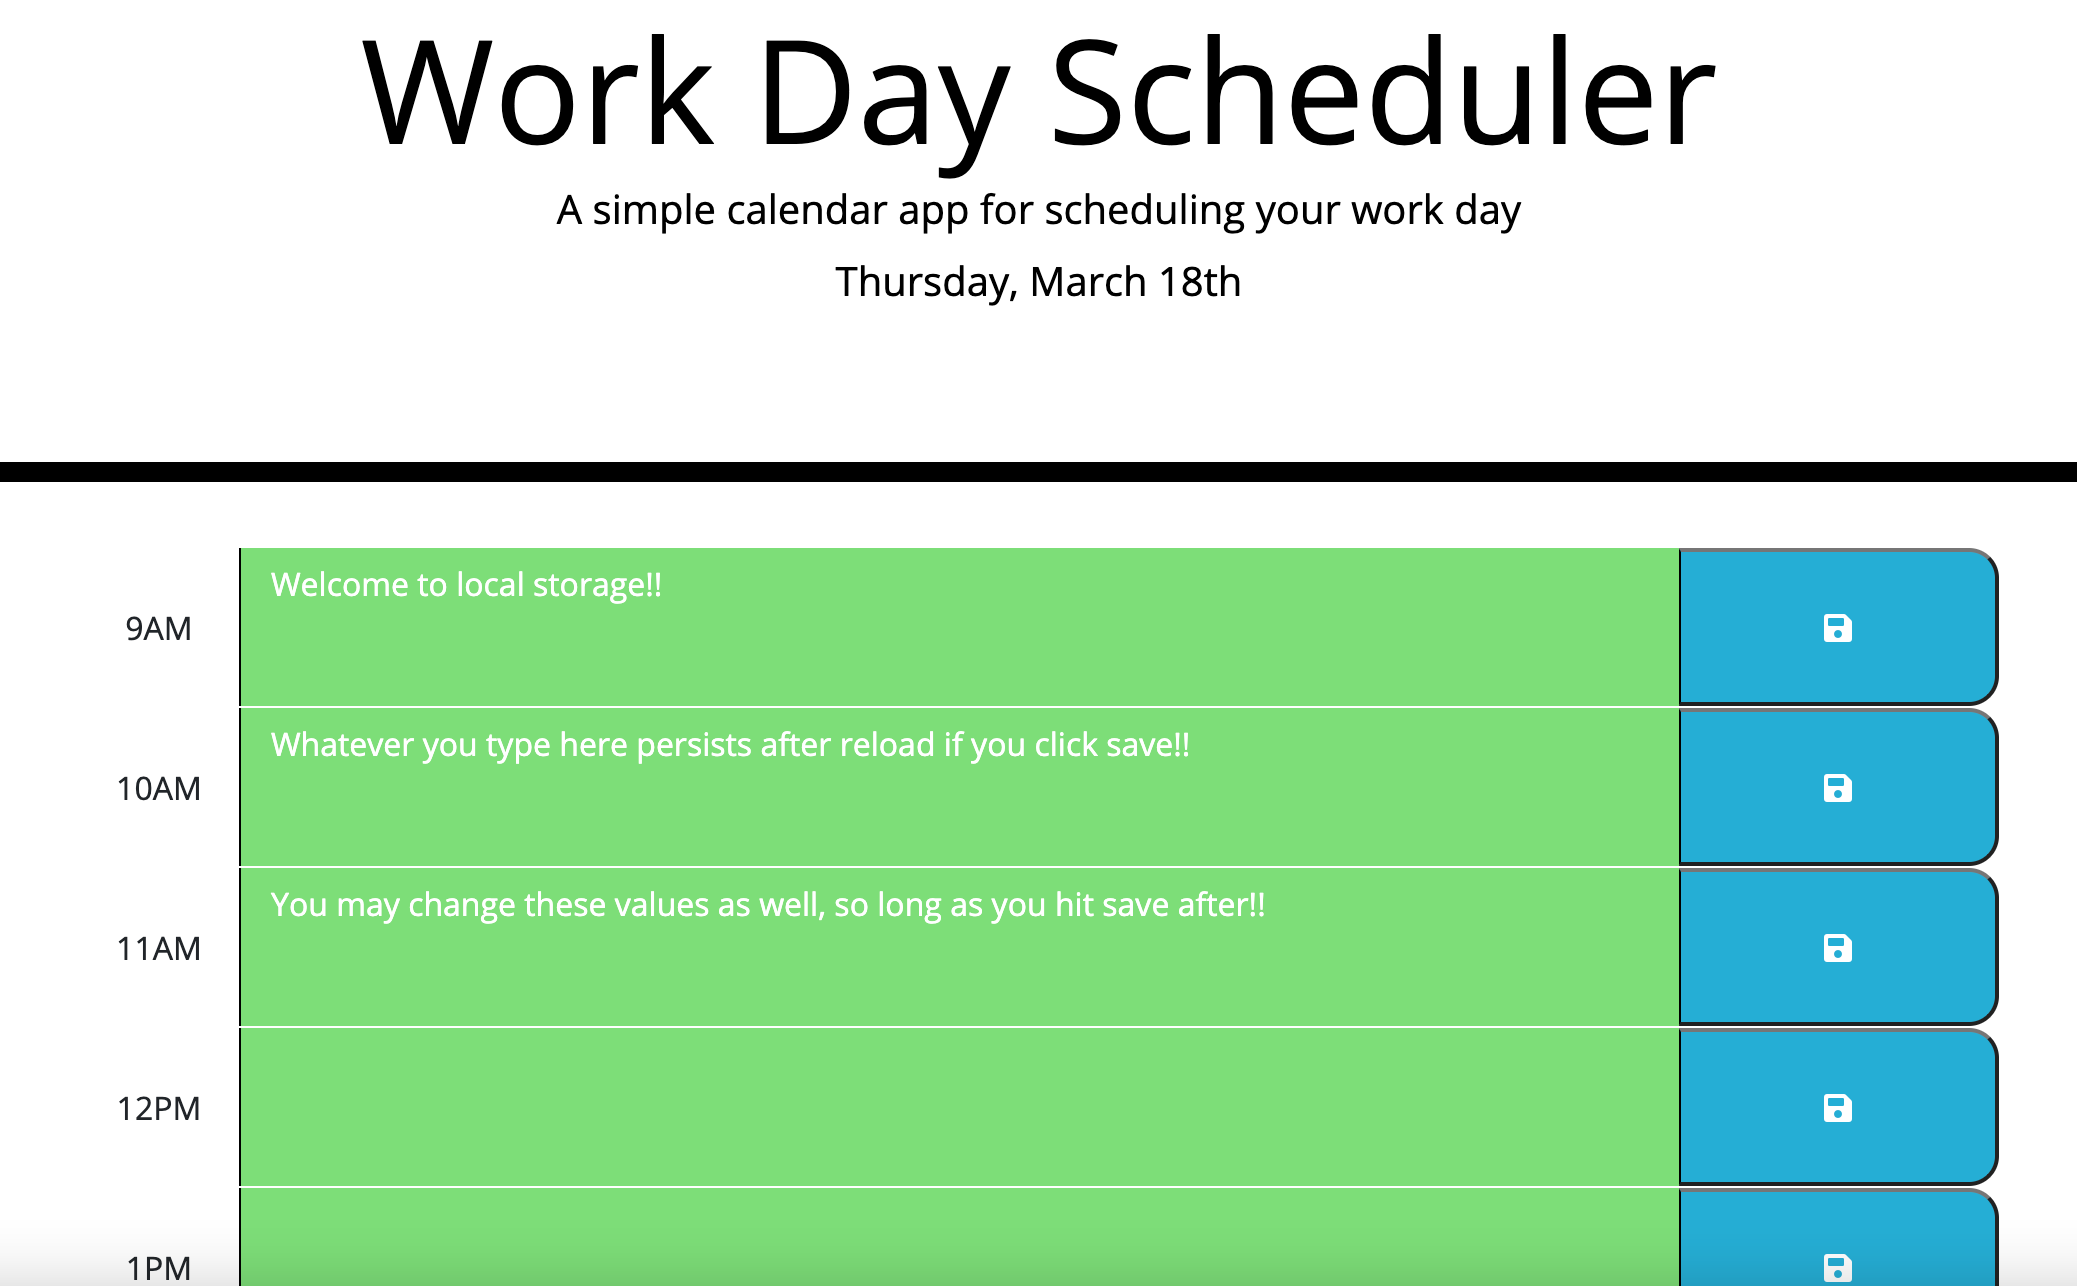 Work Day Scheduler
A simple calendar app for scheduling your work day
Thursday, March 18th
9AM
Welcome to local storage!!
10AM
Whatever you type here persists after reload if you click save!!
11AM
You may change these values as well, so long as you hit save after!!
12PM
1PM